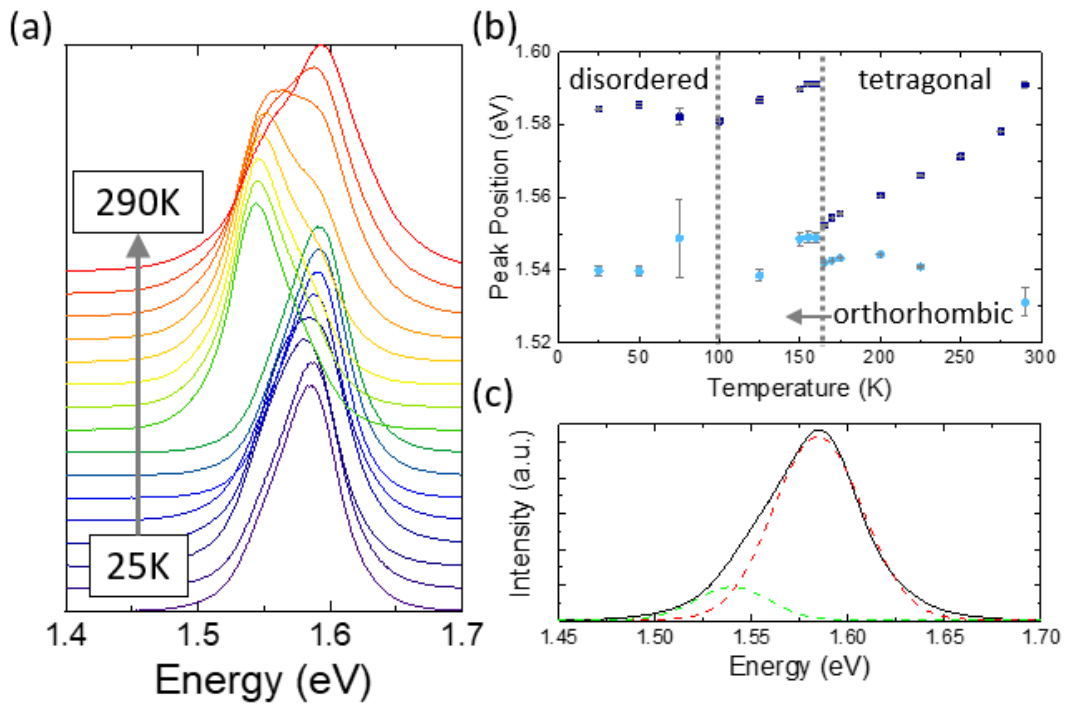 (a)
290K
25K
1.4 1.5 1.6 1.7
Energy (eV)
(b)
1.60
1.58
1.56
1.54
1.52
Peak Position (eV)
disordered
tetragonal
orthorhombic
0 50 100 150 200 250 300
Temperature (K)
(c)
Intensity (a.u.)
1.45 1.50 1.55 1.60 1.65 1.70
Energy (eV)